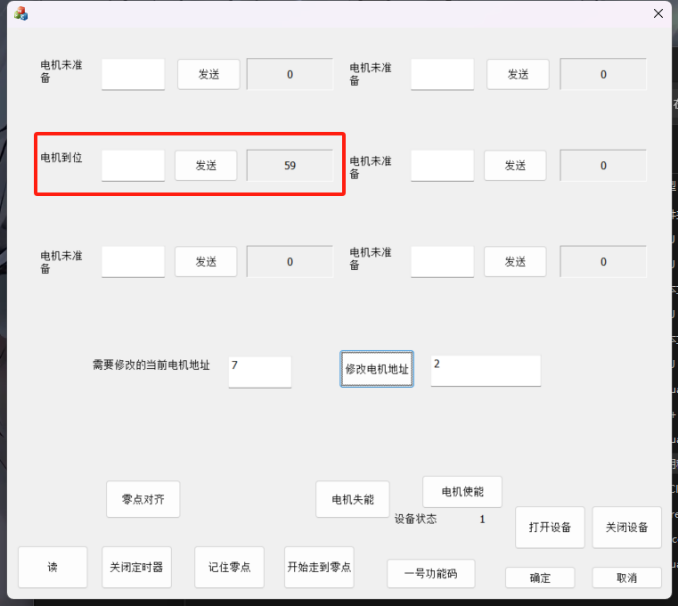 电机未准
备
发送
0
电机未准
备
发送
0
电机到位
发送
59
电机未准
备
发送
0
电机未准
备
发送
0
电机未准
备
发送
0
需要修改的当前电机地址
7
修改电机地址
2
零点对齐
电机失能
电机使能
设备状态
1
打开设备
关闭设备
读
关闭定时器
记住零点
开始走到零点
一号功能码
确定
取消